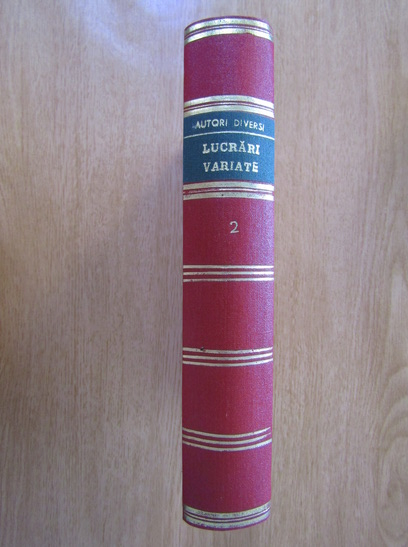 AUTORI DIVERSI
LUCRĂRI
VARIATE
2